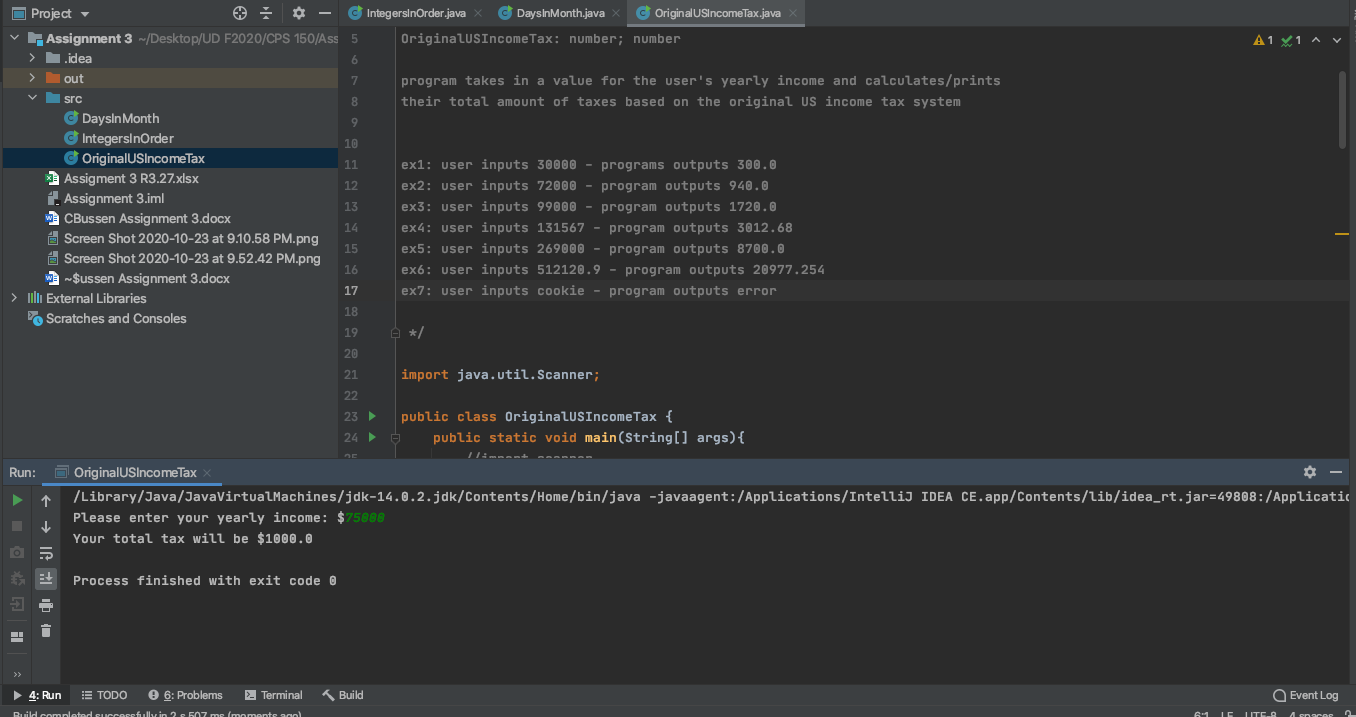 Project
IntegersInOrder.java
DaysInMonth.java
OriginalUSIncomeTax.java
Assignment 3 ~/Desktop/UD F2020/CPS 150/Ass
.idea
out
src
DaysInMonth
IntegersInOrder
OriginalUSIncomeTax
Assigment 3 R3.27.xlsx
Assignment 3.iml
CBussen Assignment 3.docx
Screen Shot 2020-10-23 at 9.10.58 PM.png
Screen Shot 2020-10-23 at 9.52.42 PM.png
~$ussen Assignment 3.docx
External Libraries
Scratches and Consoles
1 1
5 OriginalUSIncomeTax: number; number
6
7 program takes in a value for the user's yearly income and calculates/prints
8 their total amount of taxes based on the original US income tax system
9
10
11 ex1: user inputs 30000 - programs outputs 300.0
12 ex2: user inputs 72000 - program outputs 940.0
13 ex3: user inputs 99000 - program outputs 1720.0
14 ex4: user inputs 131567 - program outputs 3012.68
15 ex5: user inputs 269000 - program outputs 8700.0
16 ex6: user inputs 512120.9 - program outputs 20977.254
17 ex7: user inputs cookie - program outputs error
18
19 */
20
21 import java.util.Scanner;
22
23 public class OriginalUSIncomeTax {
24 public static void main(String[] args){
25 //import scanner
Run: OriginalUSIncomeTax
/Library/Java/JavaVirtualMachines/jdk-14.0.2.jdk/Contents/Home/bin/java -javaagent:/Applications/IntelliJ IDEA CE.app/Contents/lib/idea_rt.jar=49808:/Applicatio
Please enter your yearly income: $75000
Your total tax will be $1000.0
Process finished with exit code 0
4: Run
TODO
6: Problems
Terminal
Build
Event Log
Build completed successfully in 2 s 507 ms (moments ago)
6:1 LF UTF-8 4 spaces